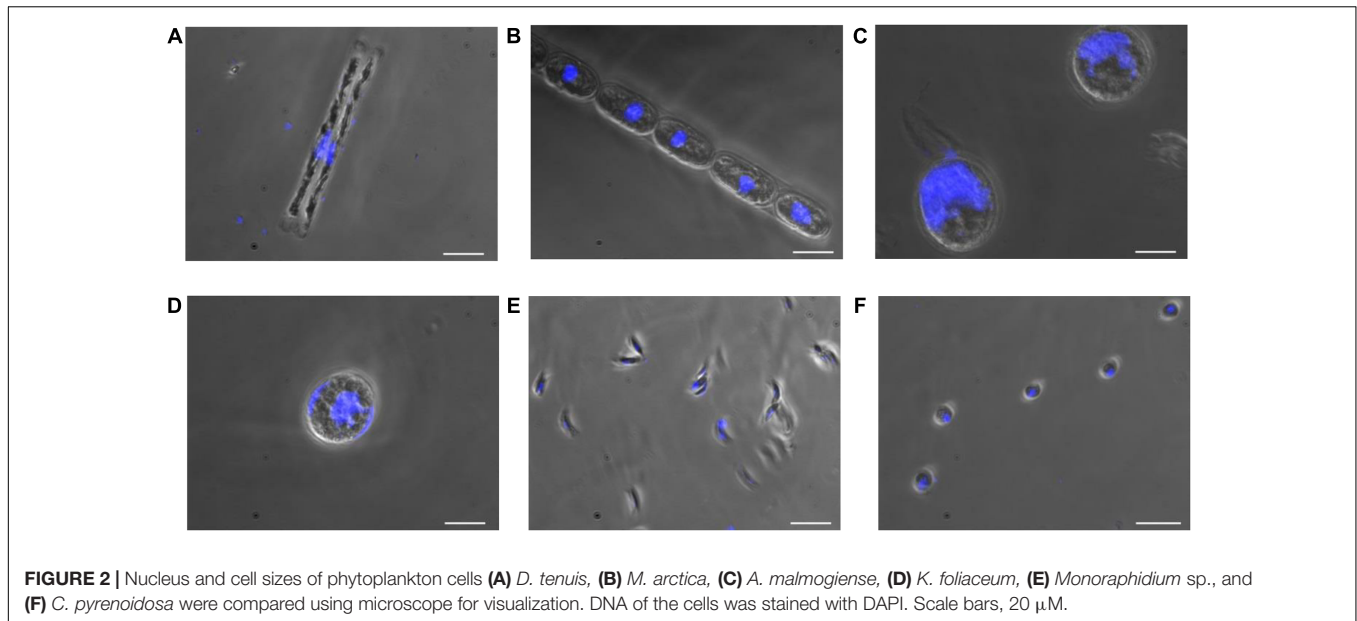 A
B
C
D
E
F
FIGURE 2 | Nucleus and cell sizes of phytoplankton cells (A) D. tenuis, (B) M. arctica, (C) A. malmogiense, (D) K. foliaceum, (E) Monoraphidium sp., and
(F) C. pyrenoidosa were compared using microscope for visualization. DNA of the cells was stained with DAPI. Scale bars, 20 μM.